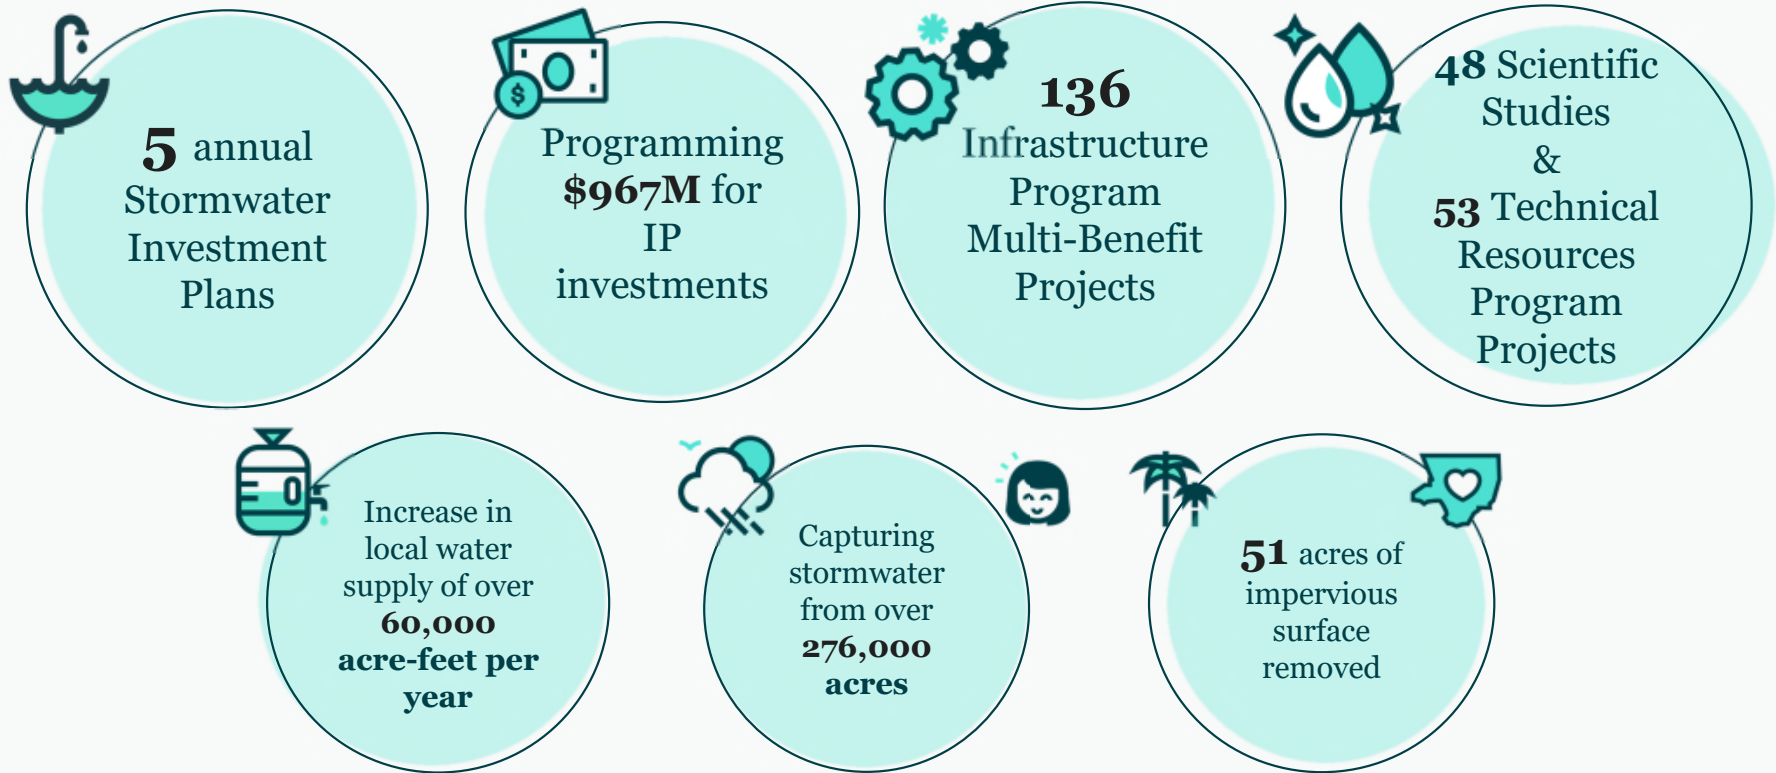 5 annual
Stormwater
Investment
Plans
Programming
$967M for
IP
investments
136
Infrastructure
Program
Multi-Benefit
Projects
48 Scientific
Studies
&
53 Technical
Resources
Program
Projects
Increase in
local water
supply of over
60,000
acre-feet per
year
Capturing
stormwater
from over
276,000
acres
51 acres of
impervious
surface
removed